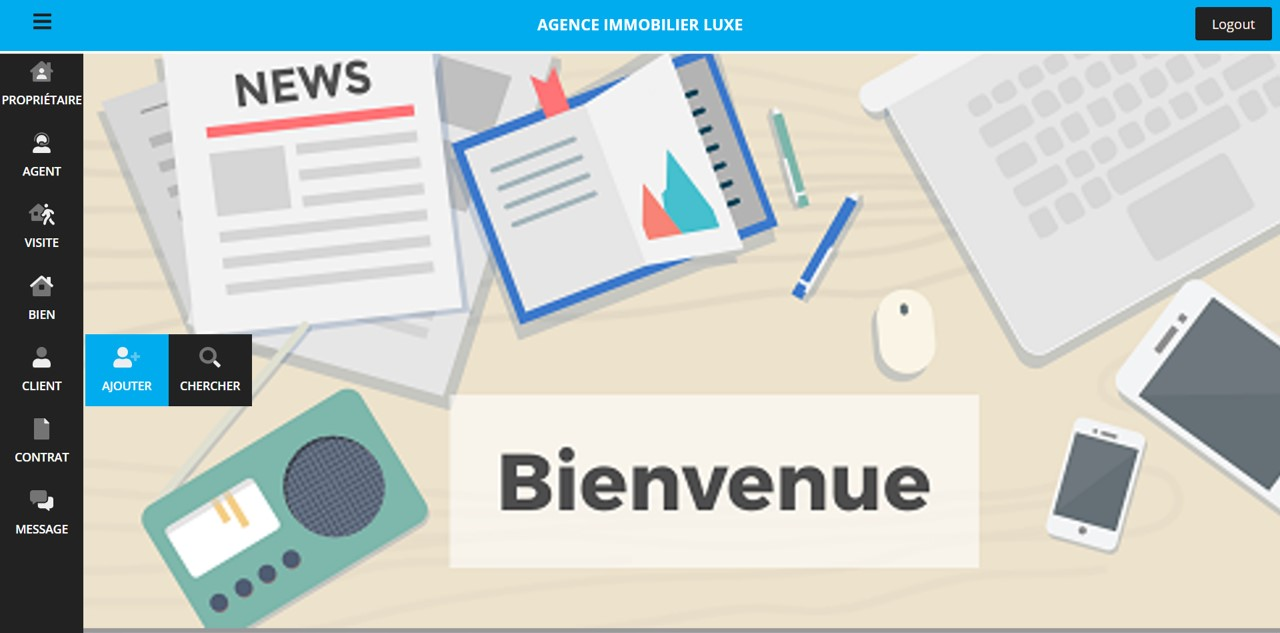 AGENCE IMMOBILIER LUXE
Logout
PROPRIÉTAIRE
AGENT
VISITE
BIEN
CLIENT
AJOUTER
CHERCHER
CONTRAT
MESSAGE
NEWS
Bienvenue